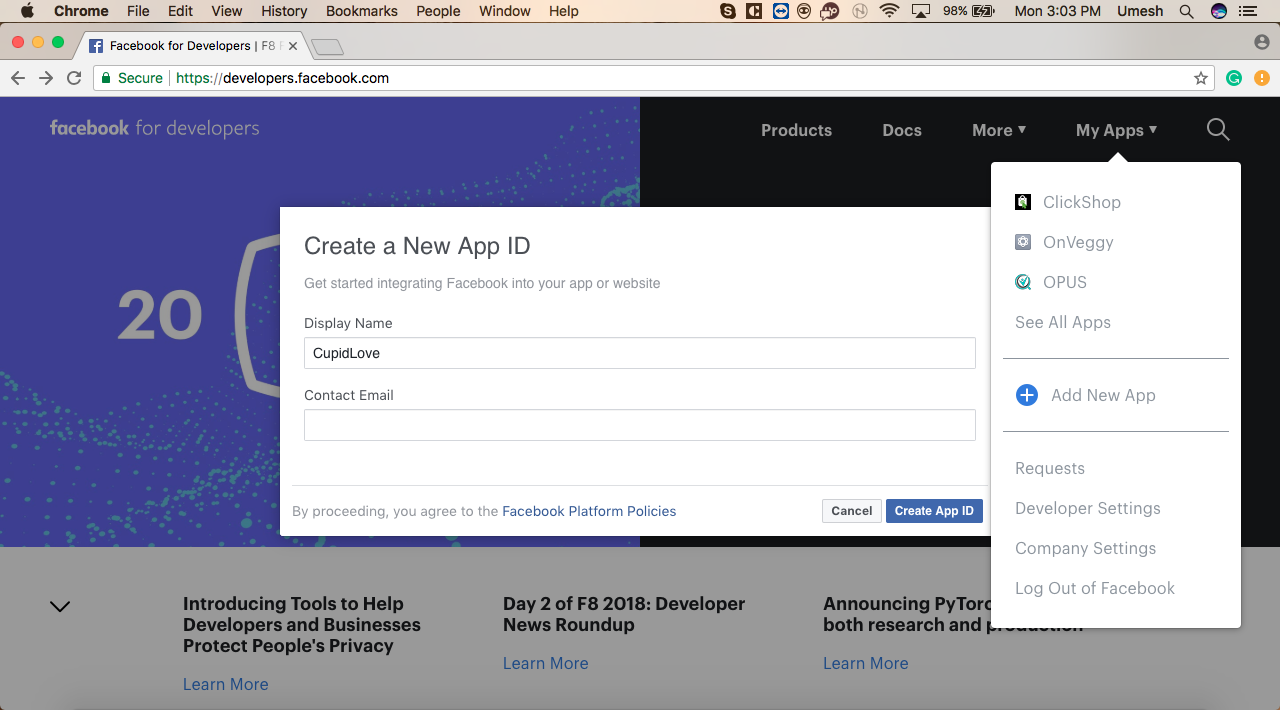 Chrome File Edit View History Bookmarks People Window Help 98% Mon 3:03 PM Umesh
Facebook for Developers | F8 F
Secure https://developers.facebook.com
facebook for developers
Products Docs More My Apps
20
ClickShop
OnVeggy
OPUS
See All Apps
Add New App
Requests
Developer Settings
Company Settings
Log Out of Facebook
Create a New App ID
Get started integrating Facebook into your app or website
Display Name
CupidLove
Contact Email
By proceeding, you agree to the Facebook Platform Policies
Cancel Create App ID
Introducing Tools to Help
Developers and Businesses
Protect People's Privacy
Learn More
Day 2 of F8 2018: Developer
News Roundup
Learn More
Announcing
both research and production
Learn More